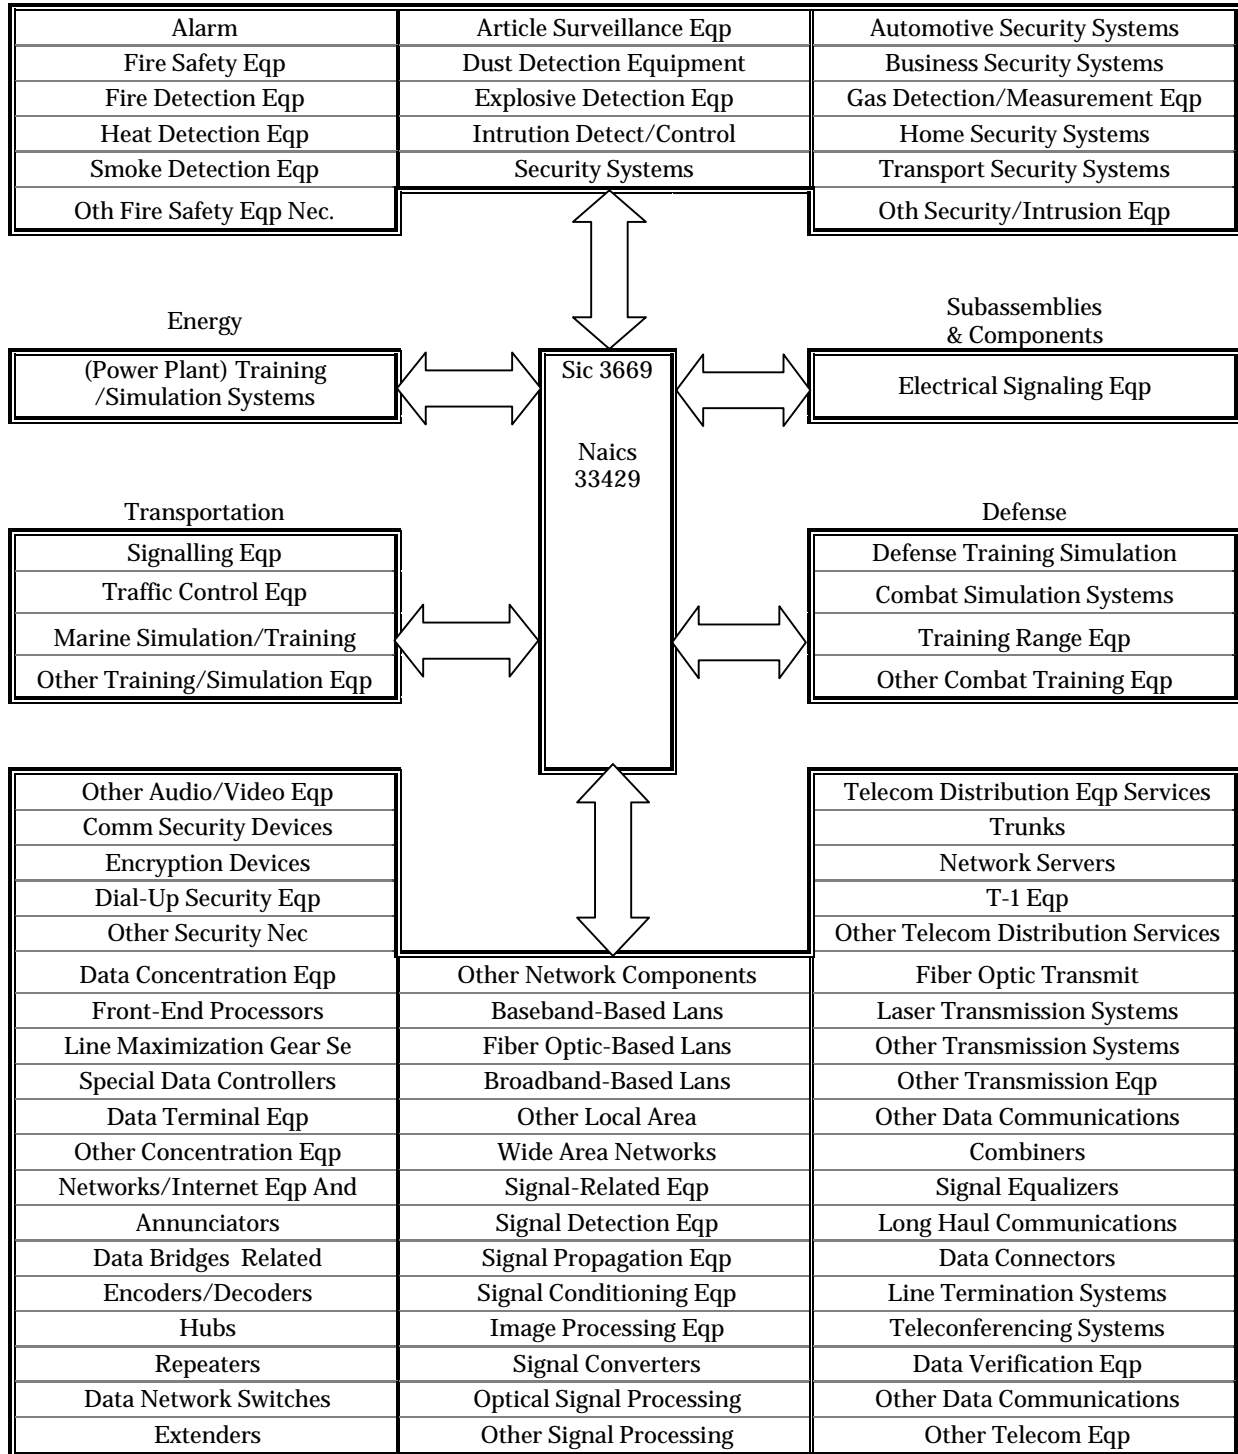 Alarm
Article Surveillance Eqp
Automotive Security Systems
Fire Safety Eqp
Dust Detection Equipment
Business Security Systems
Fire Detection Eqp
Explosive Detection Eqp
Gas Detection/Measurement Eqp
Heat Detection Eqp
Intrution Detect/Control
Home Security Systems
Smoke Detection Eqp
Security Systems
Transport Security Systems
Oth Fire Safety Eqp Nec.
Oth Security/Intrusion Eqp
Energy
Subassemblies
& Components
(Power Plant) Training
/Simulation Systems
Sic 3669
Naics
33429
Electrical Signaling Eqp
Transportation
Defense
Signalling Eqp
Defense Training Simulation
Traffic Control Eqp
Combat Simulation Systems
Marine Simulation/Training
Training Range Eqp
Other Training/Simulation Eqp
Other Combat Training Eqp
Other Audio/Video Eqp
Telecom Distribution Eqp Services
Comm Security Devices
Trunks
Encryption Devices
Network Servers
Dial-Up Security Eqp
T-1 Eqp
Other Security Nec
Other Telecom Distribution Services
Data Concentration Eqp
Other Network Components
Fiber Optic Transmit
Front-End Processors
Baseband-Based Lans
Laser Transmission Systems
Line Maximization Gear Se
Fiber Optic-Based Lans
Other Transmission Systems
Special Data Controllers
Broadband-Based Lans
Other Transmission Eqp
Data Terminal Eqp
Other Local Area
Other Data Communications
Other Concentration Eqp
Wide Area Networks
Combiners
Networks/Internet Eqp And
Signal-Related Eqp
Signal Equalizers
Annunciators
Signal Detection Eqp
Long Haul Communications
Data Bridges Related
Signal Propagation Eqp
Data Connectors
Encoders/Decoders
Signal Conditioning Eqp
Line Termination Systems
Hubs
Image Processing Eqp
Teleconferencing Systems
Repeaters
Signal Converters
Data Verification Eqp
Data Network Switches
Optical Signal Processing
Other Data Communications
Extenders
Other Signal Processing
Other Telecom Eqp